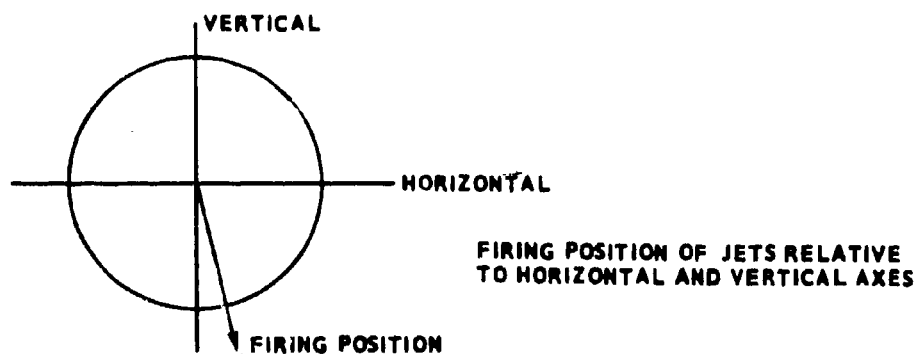 VERTICAL
HORIZONTAL
FIRING POSITION OF JETS RELATIVE
TO HORIZONTAL AND VERTICAL AXES
FIRING POSITION